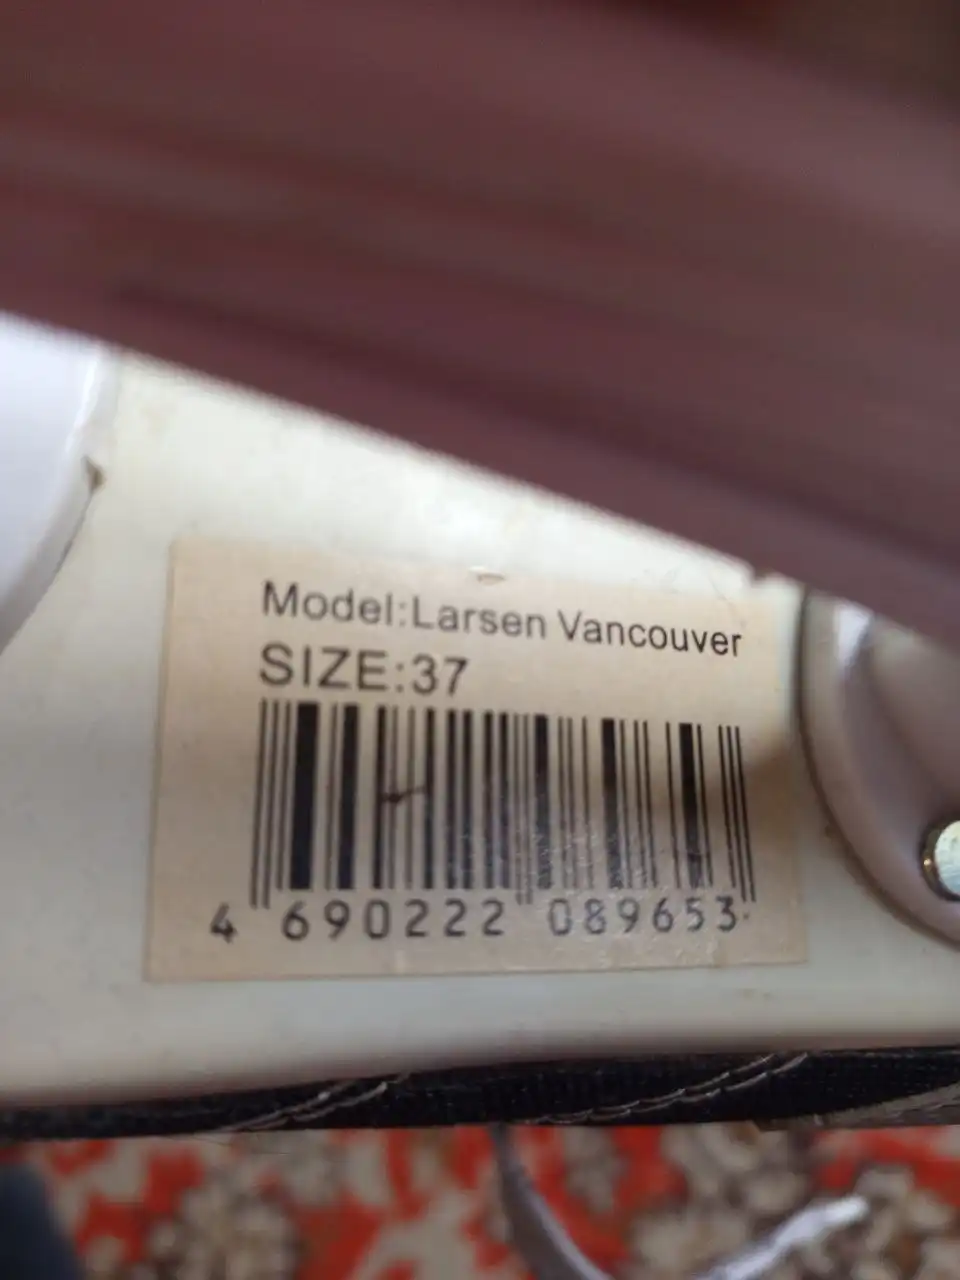 Model:Larsen Vancouver
SIZE:37
4 690222 089653